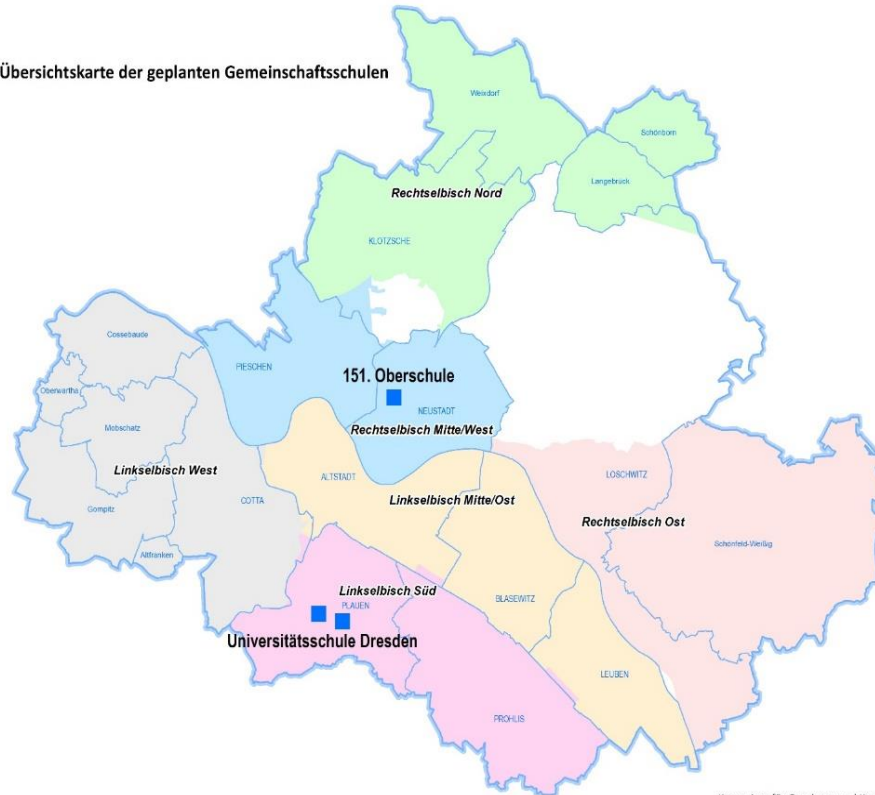 Übersichtskarte der geplanten Gemeinschaftsschulen
Weixdorf
Schönborn
Langebrück
Rechtselbisch Nord
KLOTZSCHE
Cossebaude
PIESCHEN
151. Oberschule
Oberwartha
NEUSTADT
Mobschatz
Rechtselbisch Mitte/West
Linkselbisch West
ALTSTADT
LOSCHWITZ
COTTA
Linkselbisch Mitte/Ost
Gompitz
Rechtselbisch Ost
Schönfeld-Weißig
Altfranken
Linkselbisch Süd
BLASEWITZ
PLAUEN
Universitätsschule Dresden
LEUBEN
PROHLIS